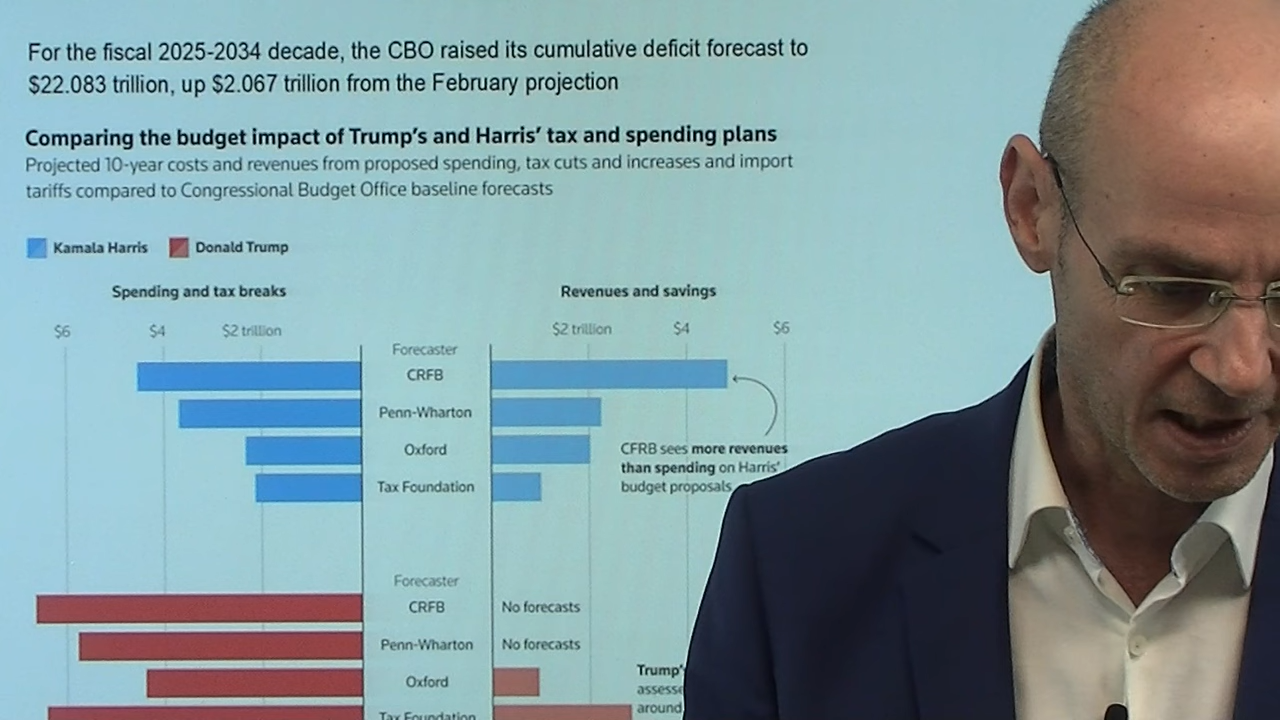 For the fiscal 2025-2034 decade, the CBO raised its cumulative deficit forecast to
$22.083 trillion, up $2.067 trillion from the February projection
Comparing the budget impact of Trump's and Harris' tax and spending plans
Projected 10-year costs and revenues from proposed spending, tax cuts and increases and import
tariffs compared to Congressional Budget Office baseline forecasts
Kamala Harris Donald Trump
Spending and tax breaks Revenues and savings
$6 $4 $2 trillion $2 trillion $4 $6
Forecaster
CRFB
Penn-Wharton
Oxford
CFRB sees more revenues
than spending on Harris'
budget proposals
Tax Foundation
Forecaster
CRFB No forecasts
Penn-Wharton No forecasts
Oxford
Trump's
assesse
around
Tax Foundation